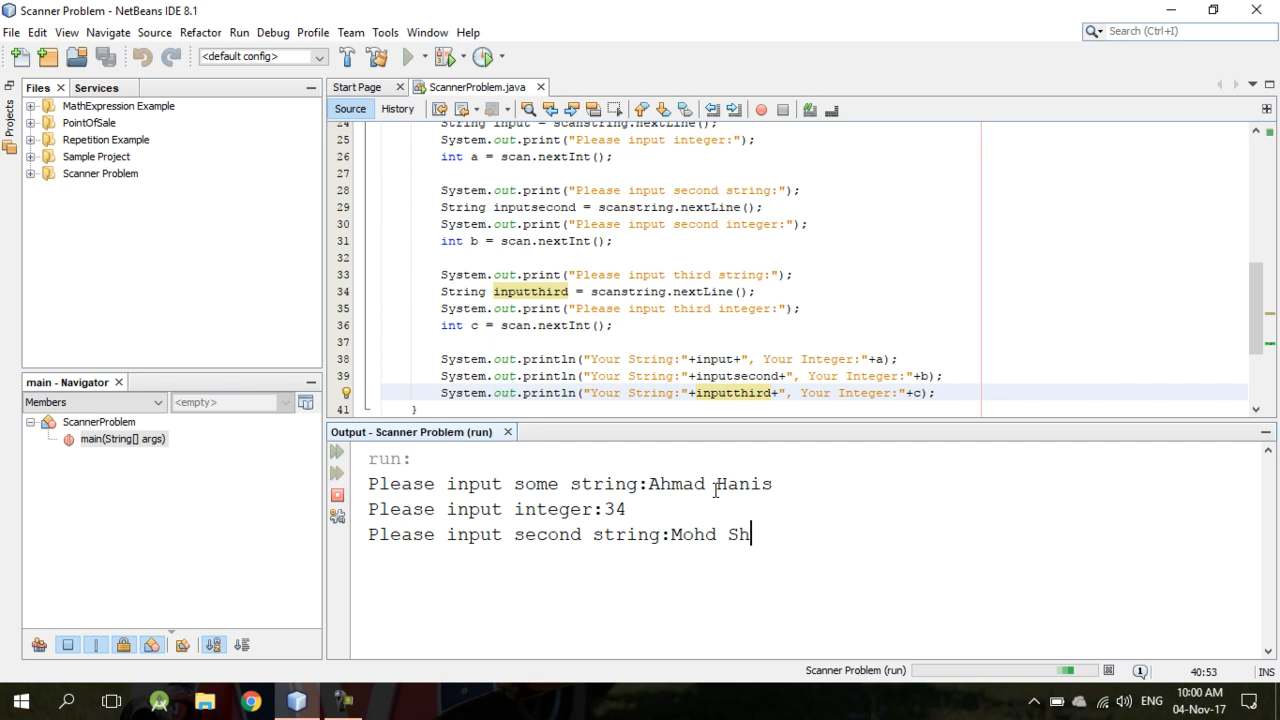 Scanner Problem - NetBeans IDE 8.1
File Edit View Navigate Source Refactor Run Debug Profile Team Tools Window Help
Search (Ctrl+I)
<default config>
Files Services
Start Page ScannerProblem.java
Projects
Source History
MathExpression Example
PointOfSale
Repetition Example
Sample Project
Scanner Problem
24 String input = scanstring.nextLine();
25 System.out.print("Please input integer:");
26 int a = scan.nextInt();
27
28 System.out.print("Please input second string:");
29 String inputsecond = scanstring.nextLine();
30 System.out.print("Please input second integer:");
31 int b = scan.nextInt();
32
33 System.out.print("Please input third string:");
34 String inputthird = scanstring.nextLine();
35 System.out.print("Please input third integer:");
36 int c = scan.nextInt();
37
38 System.out.println("Your String:"+input+", Your Integer:"+a);
39 System.out.println("Your String:"+inputsecond+", Your Integer:"+b);
System.out.println("Your String:"+inputthird+", Your Integer:"+c);
41 }
main - Navigator
Members <empty>
ScannerProblem
main(String[] args)
Output - Scanner Problem (run)
run:
Please input some string:Ahmad Hanis
Please input integer:34
Please input second string:Mohd Sh
Scanner Problem (run) 1 40:53 INS
ENG 10:00 AM
04-Nov-17